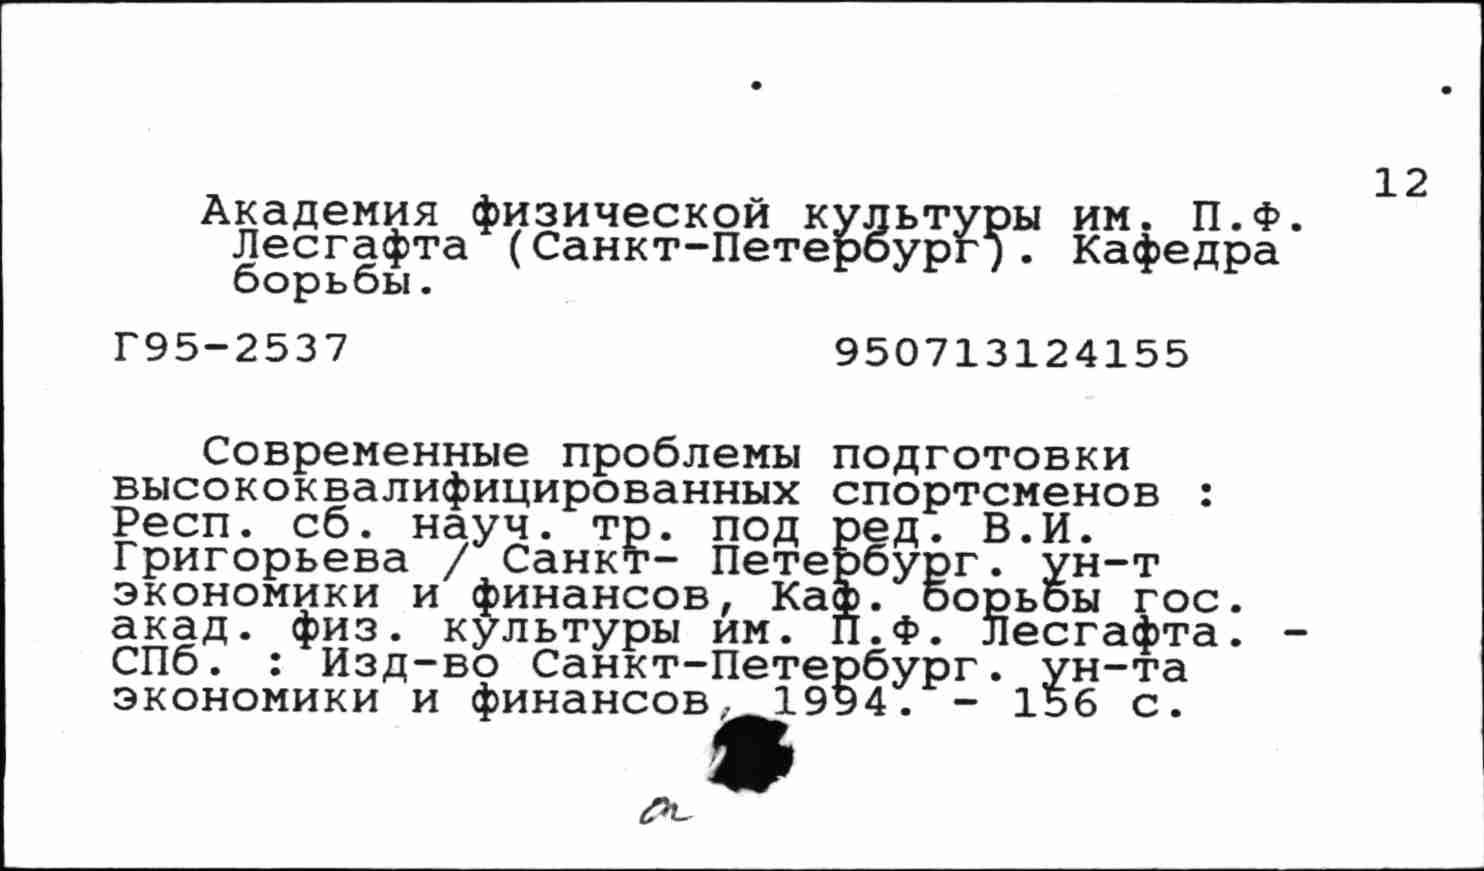 12
Академия физической культуры им. П.Ф.
Лесгафта (Санкт-Петербург). Кафедра
борьбы.
Г95-2537 950713124155
Современные проблемы подготовки
высококвалифицированных спортсменов :
Респ. сб. науч. тр. под ред. В.И.
Григорьева / Санкт- Петербург. ун-т
экономики и финансов, Каф. борьбы гос.
акад. физ. культуры им. П.Ф. Лесгафта. -
СПб. : Изд-во Санкт-Петербург. ун-та
экономики и финансов, 1994. - 156 с.